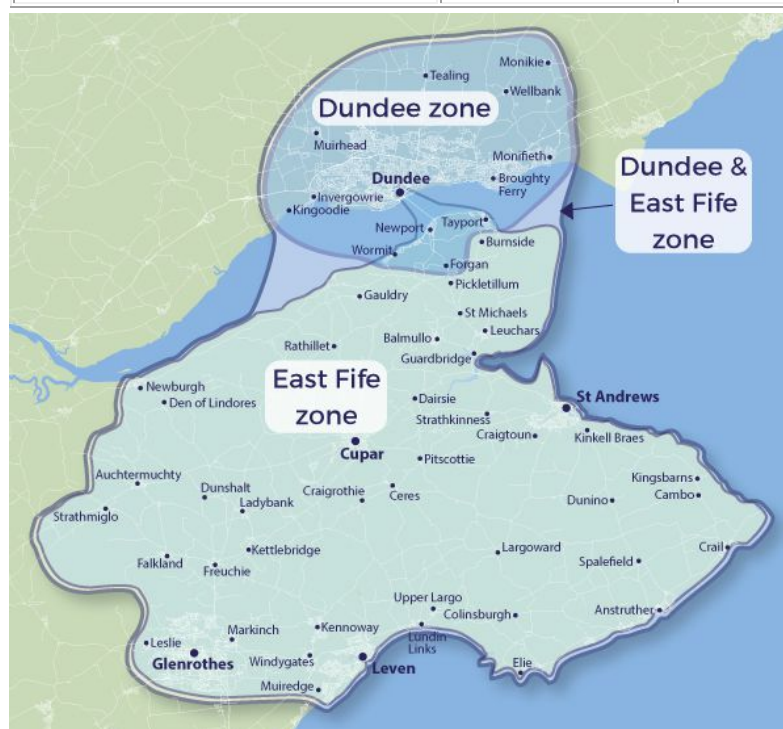 Monikie
Tealing
Wellbank
Dundee zone
Muirhead
Monifieth
Dundee
Broughty
Ferry
Dundee &
East Fife
zone
Invergowrie
Kingoodie
Tayport
Newport
Burnside
Wormit
Forgan
Pickletillum
Gauldry
St Michaels
Leuchars
Balmullo
Rathillet
Guardbridge
East Fife
zone
Newburgh
Den of Lindores
Dairsie
St Andrews
Strathkinness
Craigtoun
Kinkell Braes
Cupar
Pitscottie
Auchtermuchty
Dunshalt
Craigrothie
Ceres
Kingsbarns
Cambo
Dunino
Ladybank
Strathmiglo
Kettlebridge
Largoward
Crail
Falkland
Freuchie
Spalefield
Upper Largo
Colinsburgh
Anstruther
Markinch
Kennoway
Lundin
Links
Leslie
Glenrothes
Windygates
Leven
Elie
Muiredge